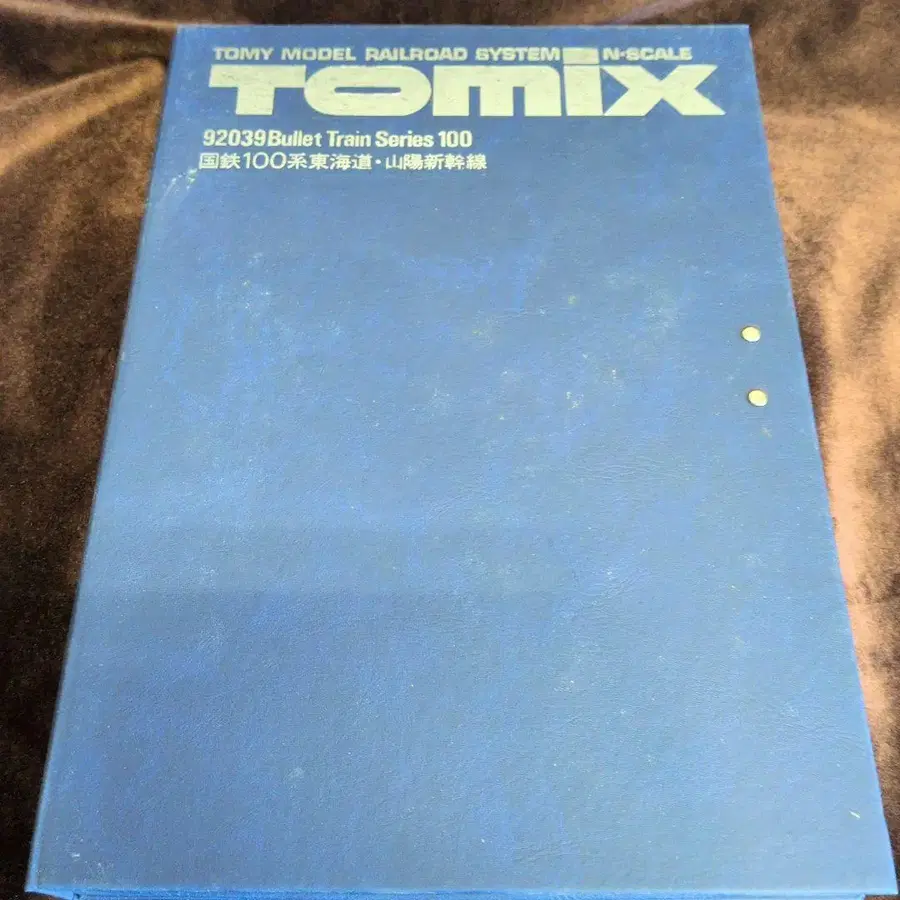 TOMY MODEL RAILROAD SYSTEM N-SCALE
TOMIX
92039 Bullet Train Series 100
国鉄100系東海道・山陽新幹線